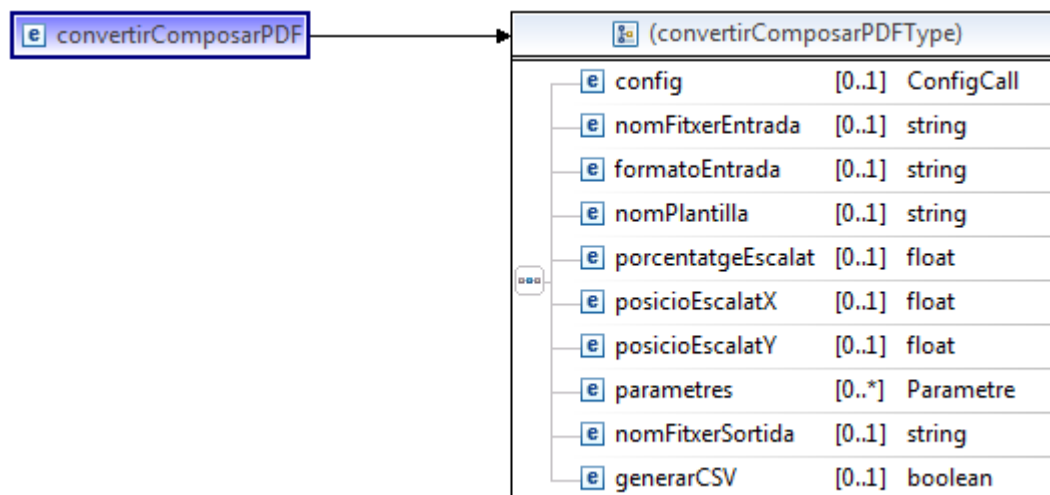 e convertirComposarPDF
(convertirComposarPDFType)
e config [0..1] ConfigCall
e nomFitxerEntrada [0..1] string
e formatoEntrada [0..1] string
e nomPlantilla [0..1] string
e porcentatgeEscalat [0..1] float
e posicioEscalatX [0..1] float
e posicioEscalatY [0..1] float
e parametres [0..*] Parametre
e nomFitxerSortida [0..1] string
e generarCSV [0..1] boolean